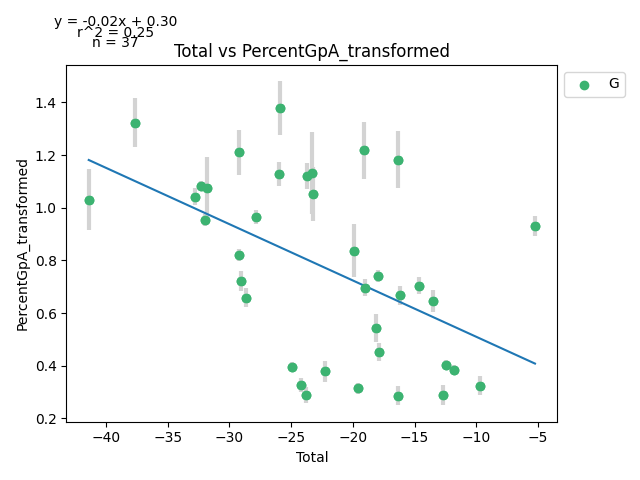 y = -0.02x + 0.30
r^2 = 0.25
n = 37
Total vs PercentGpA_transformed
G
PercentGpA_transformed
1.4
1.2
1.0
0.8
0.6
0.4
0.2
−40 −35 −30 −25 −20 −15 −10 −5
Total